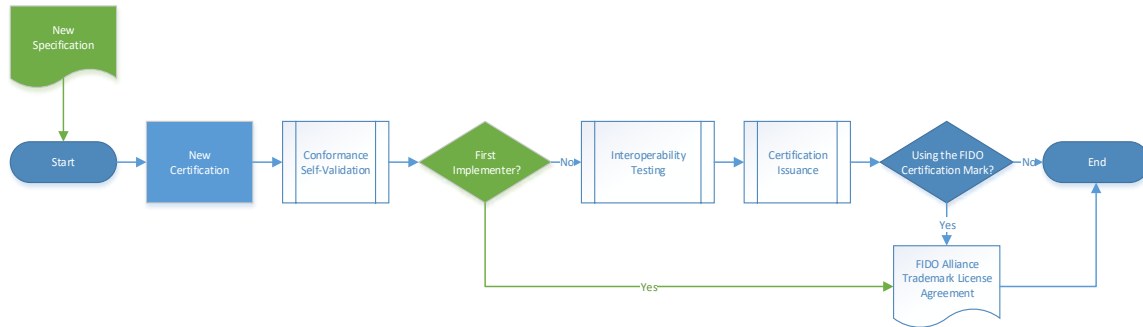 New
Specification
Start
New
Certification
Conformance
Self-Validation
First
Implementer?
No
Interoperability
Testing
Certification
Issuance
Using the FIDO
Certification Mark?
No
End
Yes
Yes
FIDO Alliance
Trademark License
Agreement